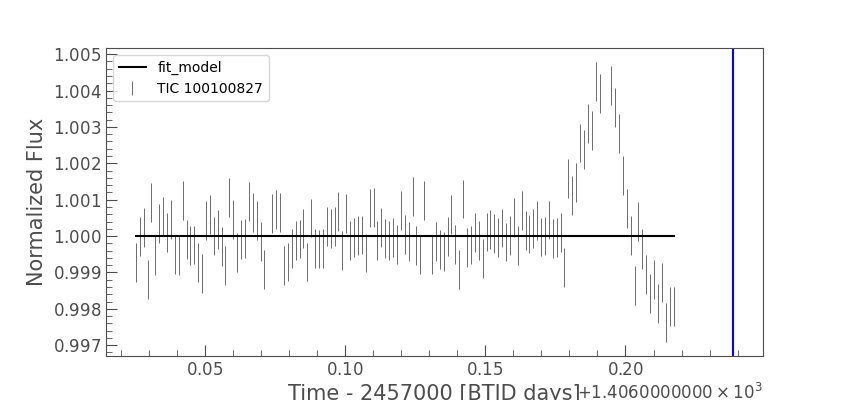 1.005
1.004
1.003
1.002
1.001
1.000
0.999
0.998
0.997
Normalized Flux
fit_model
TIC 100100827
0.05 0.10 0.15 0.20
Time - 2457000 [BTJD days]
+1.4060000000 × 10³